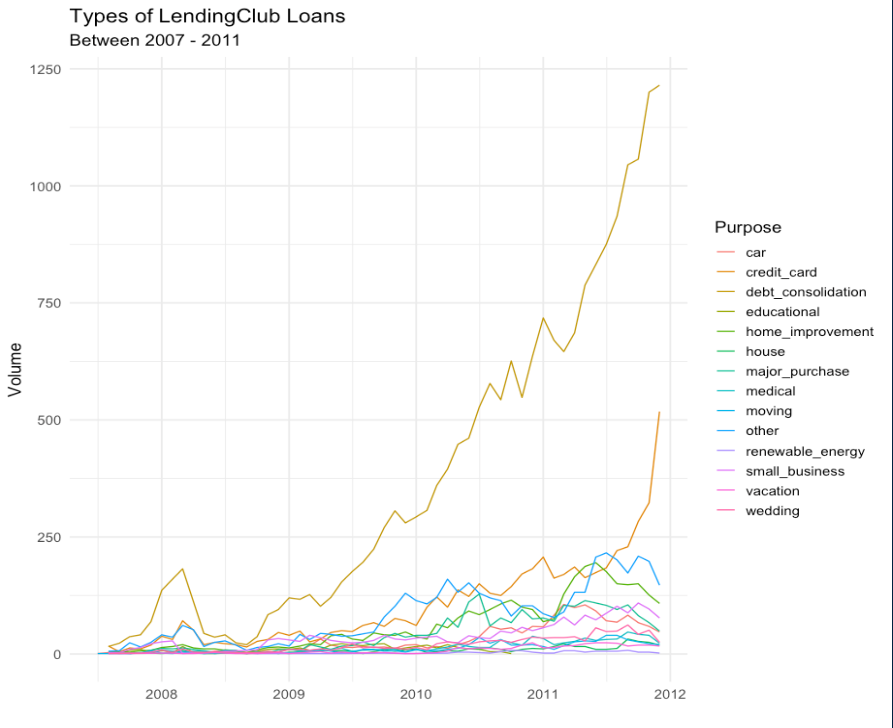 Types of LendingClub Loans
Between 2007 - 2011
1250
1000
750
500
250
0
Volume
2008 2009 2010 2011 2012
Purpose
car
credit_card
debt_consolidation
educational
home_improvement
house
major_purchase
medical
moving
other
renewable_energy
small_business
vacation
wedding